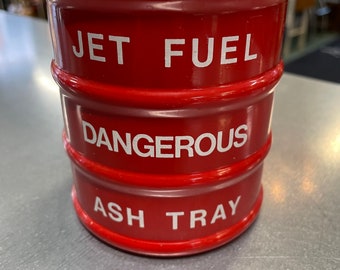 JET FUEL
DANGEROUS
ASH TRAY